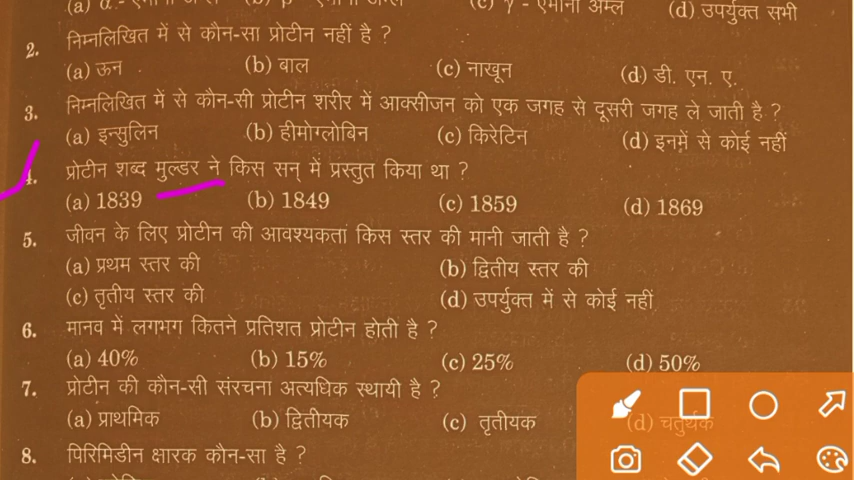 (d) उपर्युक्त सभी
2. निम्नलिखित में से कौन-सा प्रोटीन नहीं है ?
(a) ऊन (b) बाल (c) नाखून (d) डी. एन. ए.
3. निम्नलिखित में से कौन-सी प्रोटीन शरीर में आक्सीजन को एक जगह से दूसरी जगह ले जाती है ?
(a) इन्सुलिन (b) हीमोग्लोबिन (c) किरेटिन (d) इनमें से कोई नहीं
4. प्रोटीन शब्द मुल्डर ने किस सन् में प्रस्तुत किया था ?
(a) 1839 (b) 1849 (c) 1859 (d) 1869
5. जीवन के लिए प्रोटीन की आवश्यकता किस स्तर की मानी जाती है ?
(a) प्रथम स्तर की (b) द्वितीय स्तर की
(c) तृतीय स्तर की (d) उपर्युक्त में से कोई नहीं
6. मानव में लगभग कितने प्रतिशत प्रोटीन होती है ?
(a) 40% (b) 15% (c) 25% (d) 50%
7. प्रोटीन की कौन-सी संरचना अत्यधिक स्थायी है ?
(a) प्राथमिक (b) द्वितीयक (c) तृतीयक (d) चतुर्थक
8. पिरिमिडीन क्षारक कौन-सा है ?